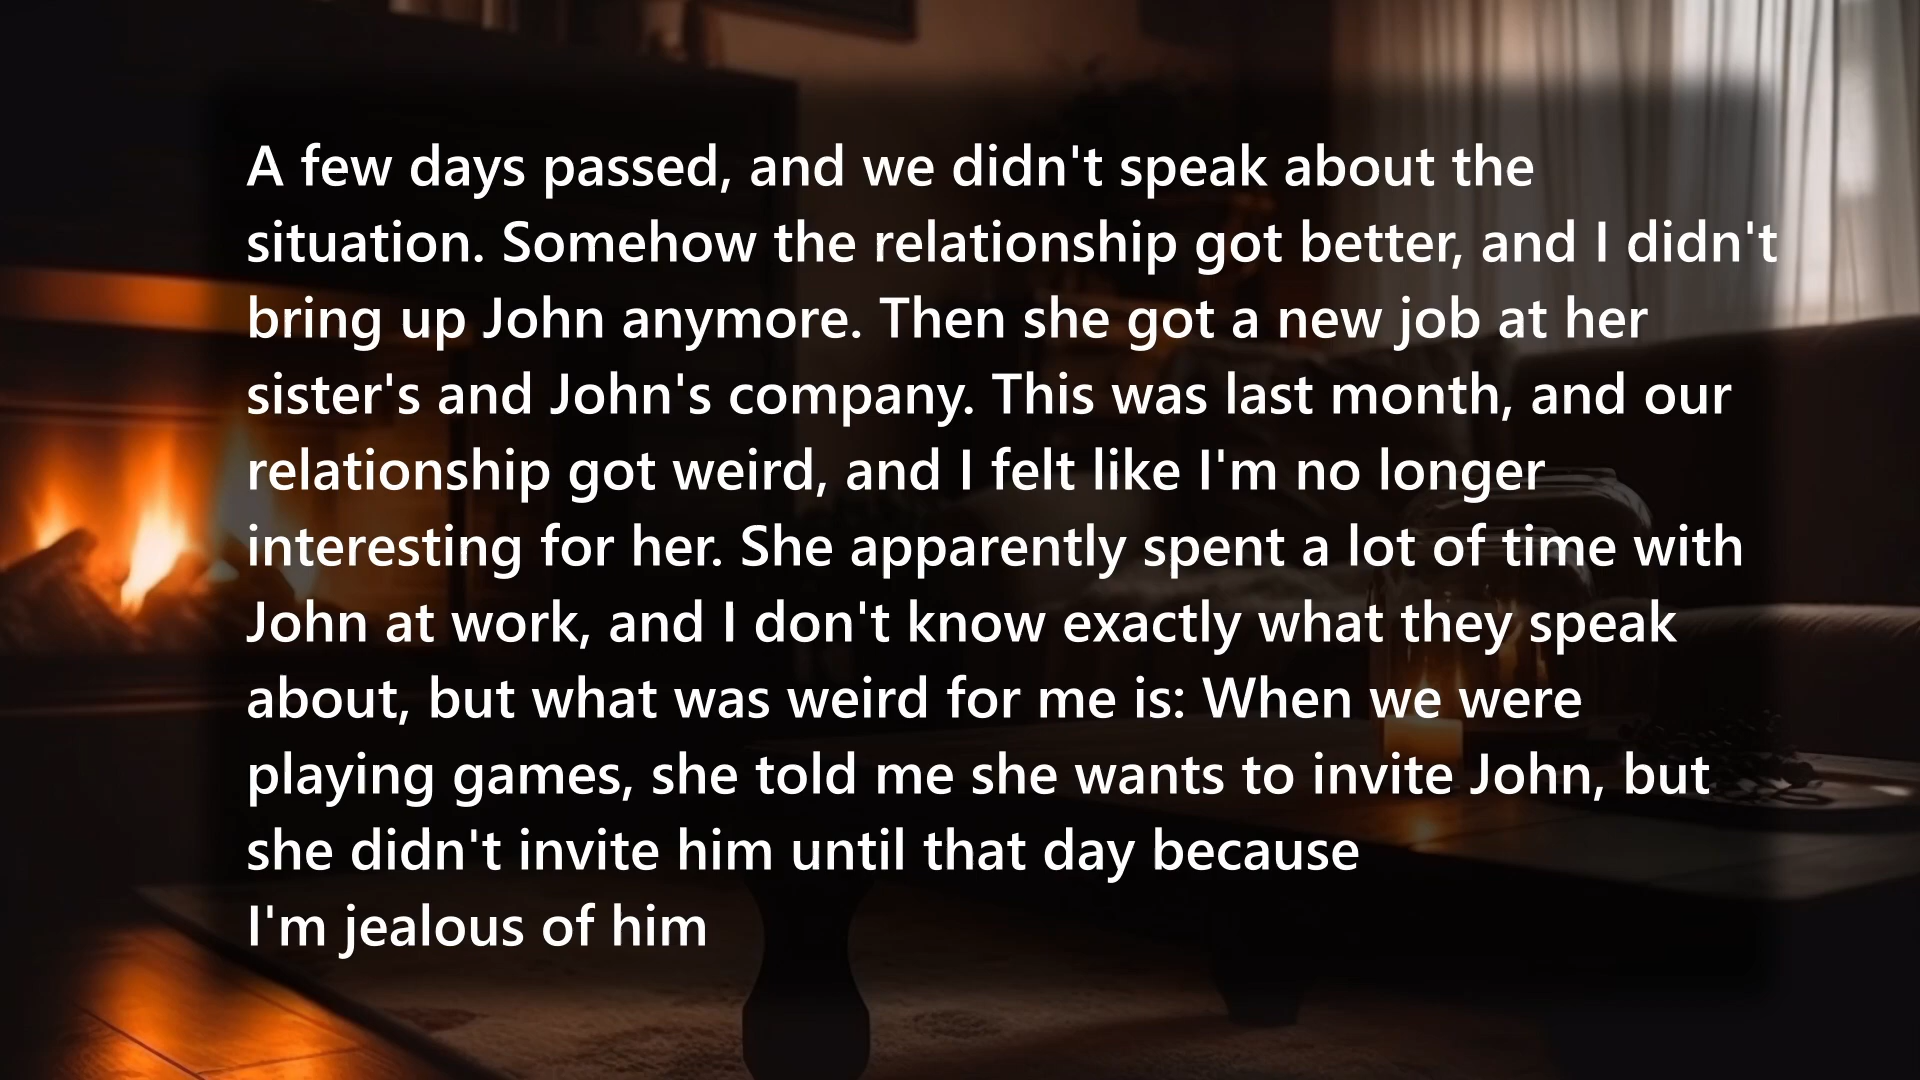 A few days passed, and we didn't speak about the
situation. Somehow the relationship got better, and I didn't
bring up John anymore. Then she got a new job at her
sister's and John's company. This was last month, and our
relationship got weird, and I felt like I'm no longer
interesting for her. She apparently spent a lot of time with
John at work, and I don't know exactly what they speak
about, but what was weird for me is: When we were
playing games, she told me she wants to invite John, but
she didn't invite him until that day because
I'm jealous of him